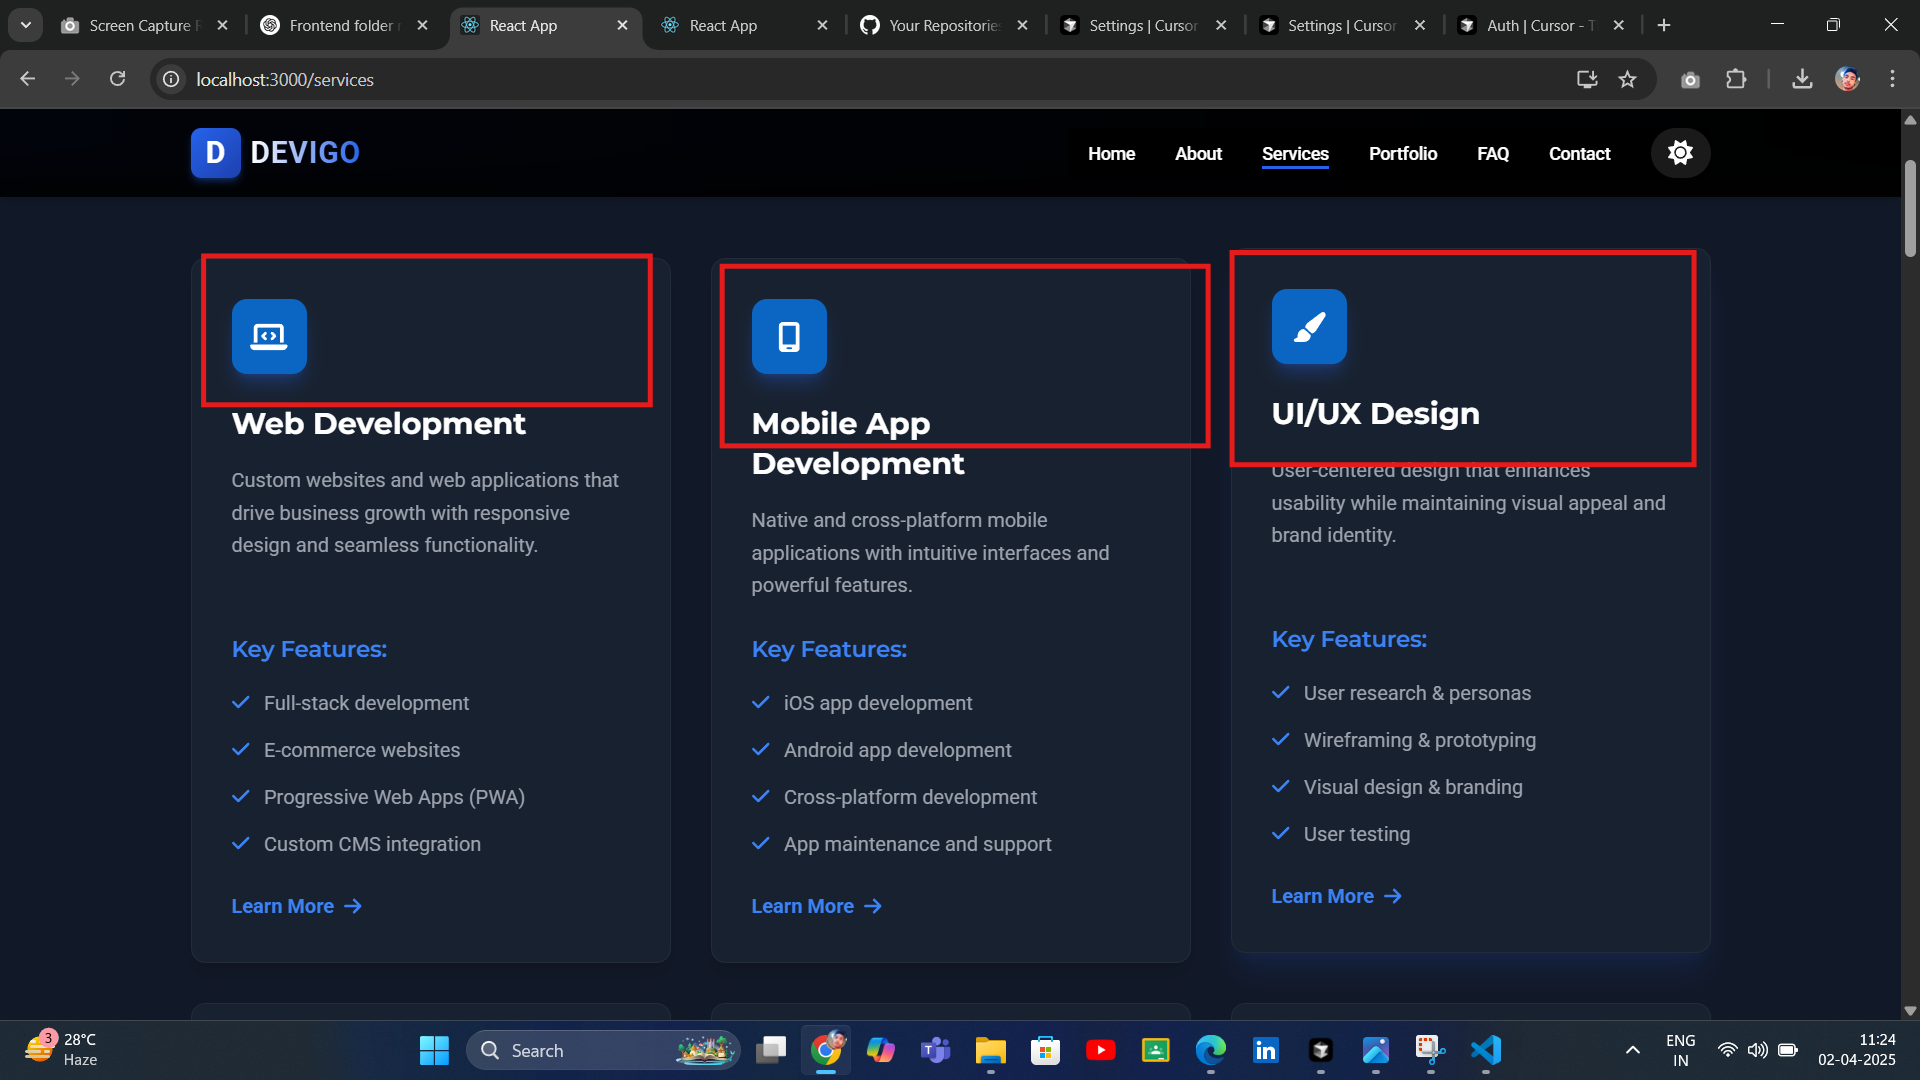 Screen Capture
Frontend folder
React App
React App
Your Repositories
Settings | Cursor
Settings | Cursor
Auth | Cursor - T
localhost:3000/services
D DEVIGO
Home
About
Services
Portfolio
FAQ
Contact
Web Development
Custom websites and web applications that
drive business growth with responsive
design and seamless functionality.
Key Features:
Full-stack development
E-commerce websites
Progressive Web Apps (PWA)
Custom CMS integration
Learn More
Mobile App
Development
Native and cross-platform mobile
applications with intuitive interfaces and
powerful features.
Key Features:
iOS app development
Android app development
Cross-platform development
App maintenance and support
Learn More
UI/UX Design
User-centered design that enhances
usability while maintaining visual appeal and
brand identity.
Key Features:
User research & personas
Wireframing & prototyping
Visual design & branding
User testing
Learn More
3
28°C
Haze
Search
ENG
IN
11:24
02-04-2025